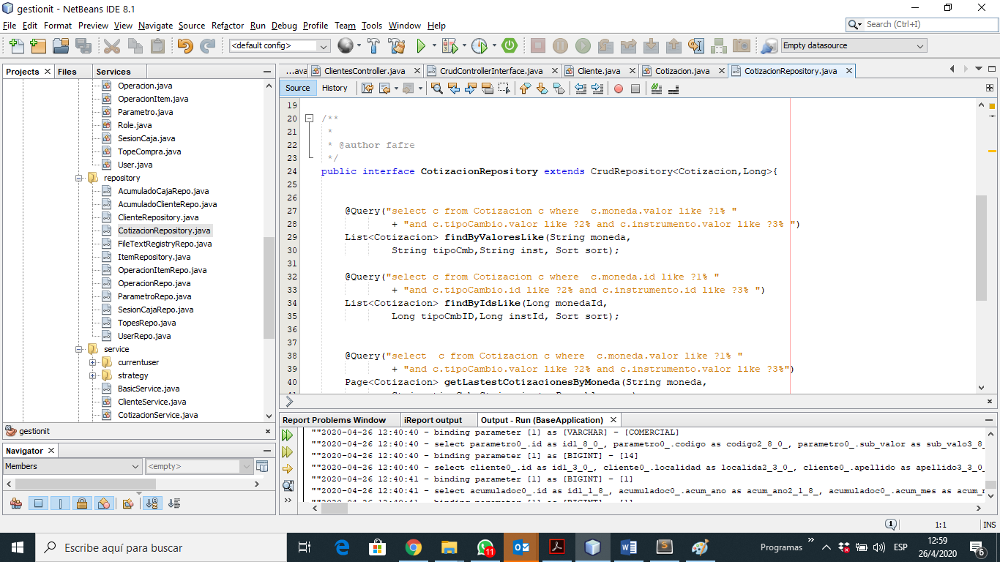 gestionit - NetBeans IDE 8.1
File Edit Format Preview View Navigate Source Refactor Run Debug Profile Team Tools Window Help
Search (Ctrl+I)
<default config>
Empty datasource
Projects Files Services
Operacion.java
OperacionItem.java
Parametro.java
Role.java
SesionCaja.java
TopeCompra.java
User.java
repository
AcumuladoCajaRepo.java
AcumuladoClienteRepo.java
ClienteRepository.java
CotizacionRepository.java
FileTextRegistryRepo.java
ItemRepository.java
OperacionItemRepo.java
OperacionRepo.java
ParametroRepo.java
SesionCajaRepo.java
TopesRepo.java
UserRepo.java
service
currentuser
strategy
BasicService.java
ClienteService.java
CotizacionService.java
gestionit
Navigator
Members
<empty>
...ava ClientesController.java CrudControllerInterface.java Cliente.java Cotizacion.java CotizacionRepository.java
Source History
19
20 /**
21 *
22 * @author fafre
23 */
24 public interface CotizacionRepository extends CrudRepository<Cotizacion,Long>{
25
26
27 @Query("select c from Cotizacion c where  c.moneda.valor like ?1% "
28 + "and c.tipoCambio.valor like ?2% and c.instrumento.valor like ?3% ")
29 List<Cotizacion> findByValoresLike(String moneda,
30 String tipoCmb,String inst, Sort sort);
31
32 @Query("select c from Cotizacion c where  c.moneda.id like ?1% "
33 + "and c.tipoCambio.id like ?2% and c.instrumento.id like ?3% ")
34 List<Cotizacion> findByIdsLike(Long monedaId,
35 Long tipoCmbID,Long instId, Sort sort);
36
37
38 @Query("select  c from Cotizacion c where  c.moneda.valor like ?1% "
39 + "and c.tipoCambio.valor like ?2% and c.instrumento.valor like ?3%")
40 Page<Cotizacion> getLastestCotizacionesByMoneda(String moneda,
Report Problems Window iReport output Output - Run (BaseApplication)
""2020-04-26 12:40:40 - binding parameter [1] as [VARCHAR] - [COMERCIAL]
""2020-04-26 12:40:40 - select parametro0_.id as id1_8_0_, parametro0_.codigo as codigo2_8_0_, parametro0_.sub_valor as sub_valo3_8_
""2020-04-26 12:40:40 - binding parameter [1] as [BIGINT] - [14]
""2020-04-26 12:40:40 - select cliente0_.id as id1_3_0_, cliente0_.localidad as localida2_3_0_, cliente0_.apellido as apellido3_3_0_
""2020-04-26 12:40:41 - binding parameter [1] as [BIGINT] - [1]
""2020-04-26 12:40:41 - select acumuladoc0_.id as id1_1_8_, acumuladoc0_.acum_ano as acum_ano2_1_8_, acumuladoc0_.acum_mes as acum_m
""2020-04-26 12:40:41 - binding parameter [1] as [BIGINT] - [1]
1 1:1 INS
Escribe aquí para buscar
11
Programas
ESP
12:59
26/4/2020
6